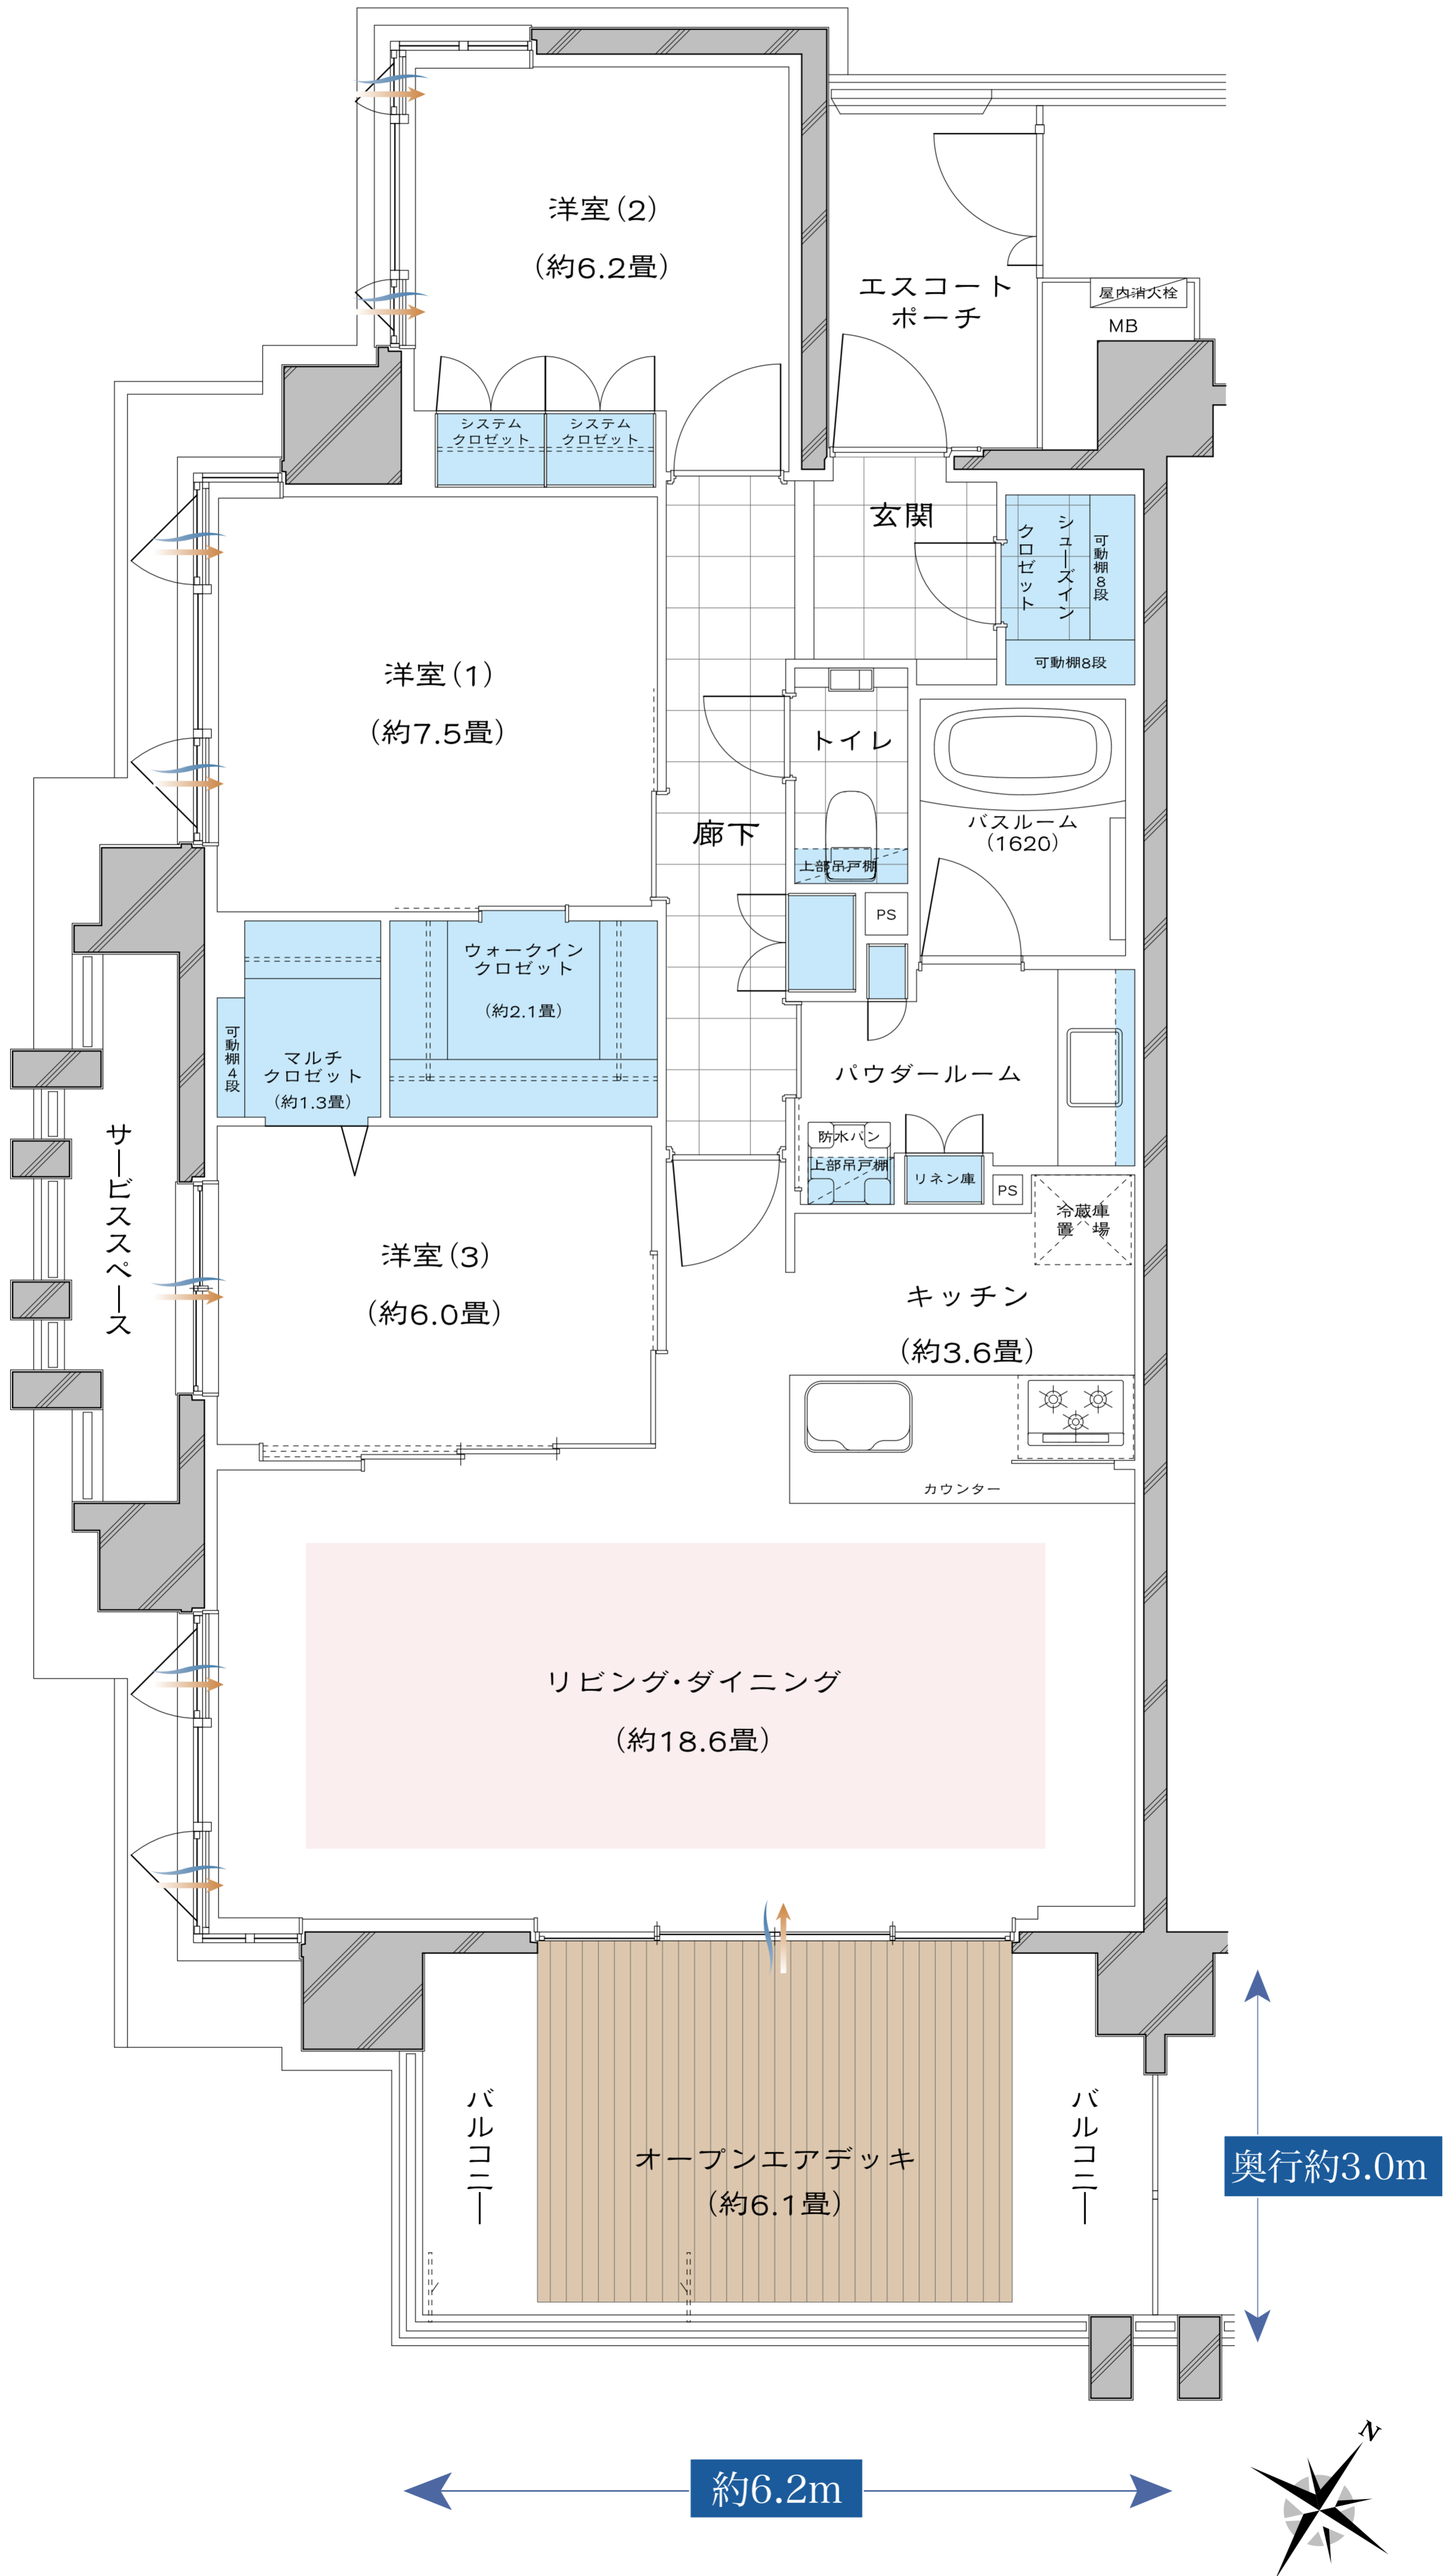 洋室(2)
(約6.2畳)
エスコート
ポーチ
屋内消火栓
MB
システム
クロゼット
システム
クロゼット
玄関
シューズイン
クロゼット
可動棚8段
可動棚8段
洋室(1)
(約7.5畳)
トイレ
上部吊戸棚
廊下
バスルーム
(1620)
PS
ウォークイン
クロゼット
(約2.1畳)
可動棚4段
マルチ
クロゼット
(約1.3畳)
パウダールーム
防水パン
上部吊戸棚
リネン庫
PS
冷蔵庫
置場
サービススペース
洋室(3)
(約6.0畳)
キッチン
(約3.6畳)
カウンター
リビング・ダイニング
(約18.6畳)
バルコニー
オープンエアデッキ
(約6.1畳)
バルコニー
奥行約3.0m
約6.2m
N